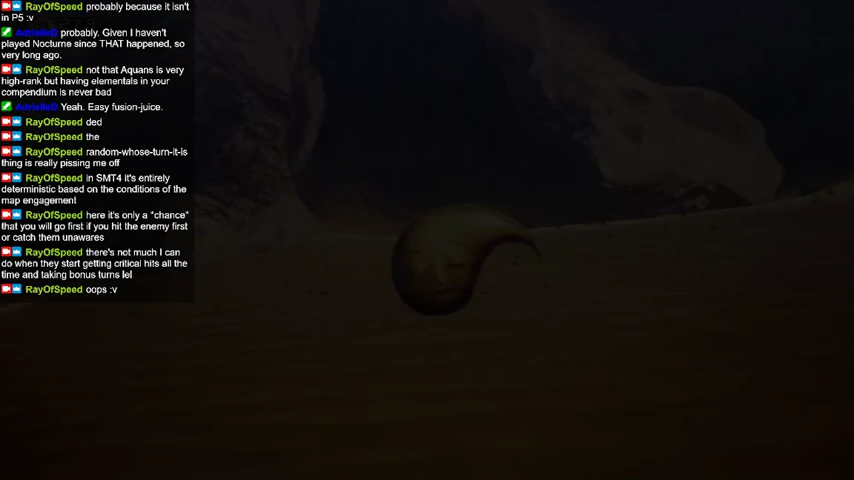 RayOfSpeed probably because it isn't
in P5 :v
AdrielleD probably. Given I haven't
played Nocturne since THAT happened, so
very long ago.
RayOfSpeed not that Aquans is very
high-rank but having elementals in your
compendium is never bad
AdrielleD Yeah. Easy fusion-juice.
RayOfSpeed ded
RayOfSpeed the
RayOfSpeed random-whose-turn-it-is
thing is really pissing me off
RayOfSpeed in SMT4 it's entirely
deterministic based on the conditions of the
map engagement
RayOfSpeed here it's only a *chance*
that you will go first if you hit the enemy first
or catch them unawares
RayOfSpeed there's not much I can
do when they start getting critical hits all the
time and taking bonus turns lel
RayOfSpeed oops :v